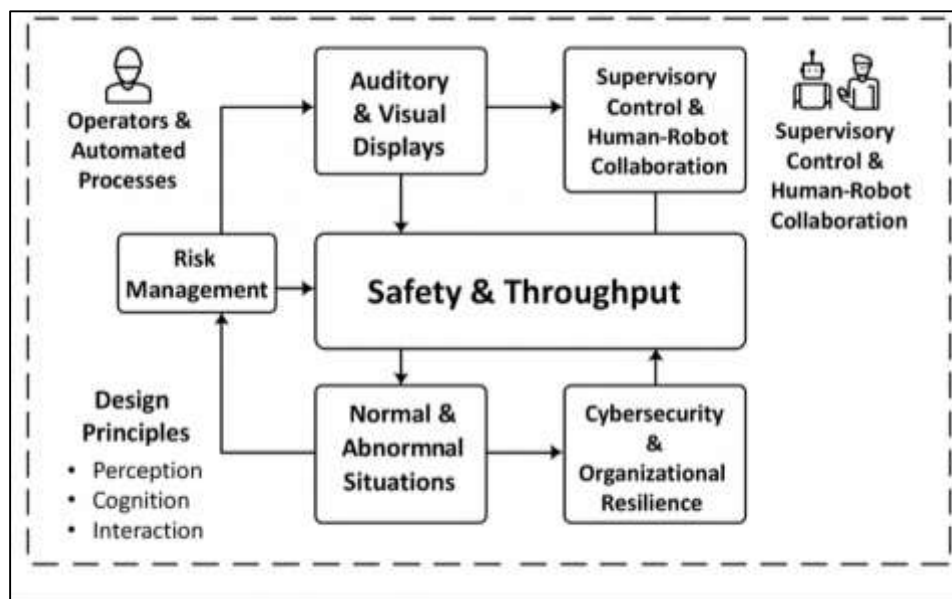 Operators &
Automated
Processes
Auditory
& Visual
Displays
Supervisory
Control &
Human-Robot
Collaboration
Supervisory
Control &
Human-Robot
Collaboration
Risk
Management
Safety & Throughput
Design
Principles
• Perception
• Cognition
• Interaction
Normal &
Abnormnal
Situations
Cybersecurity
&
Organizational
Resilience